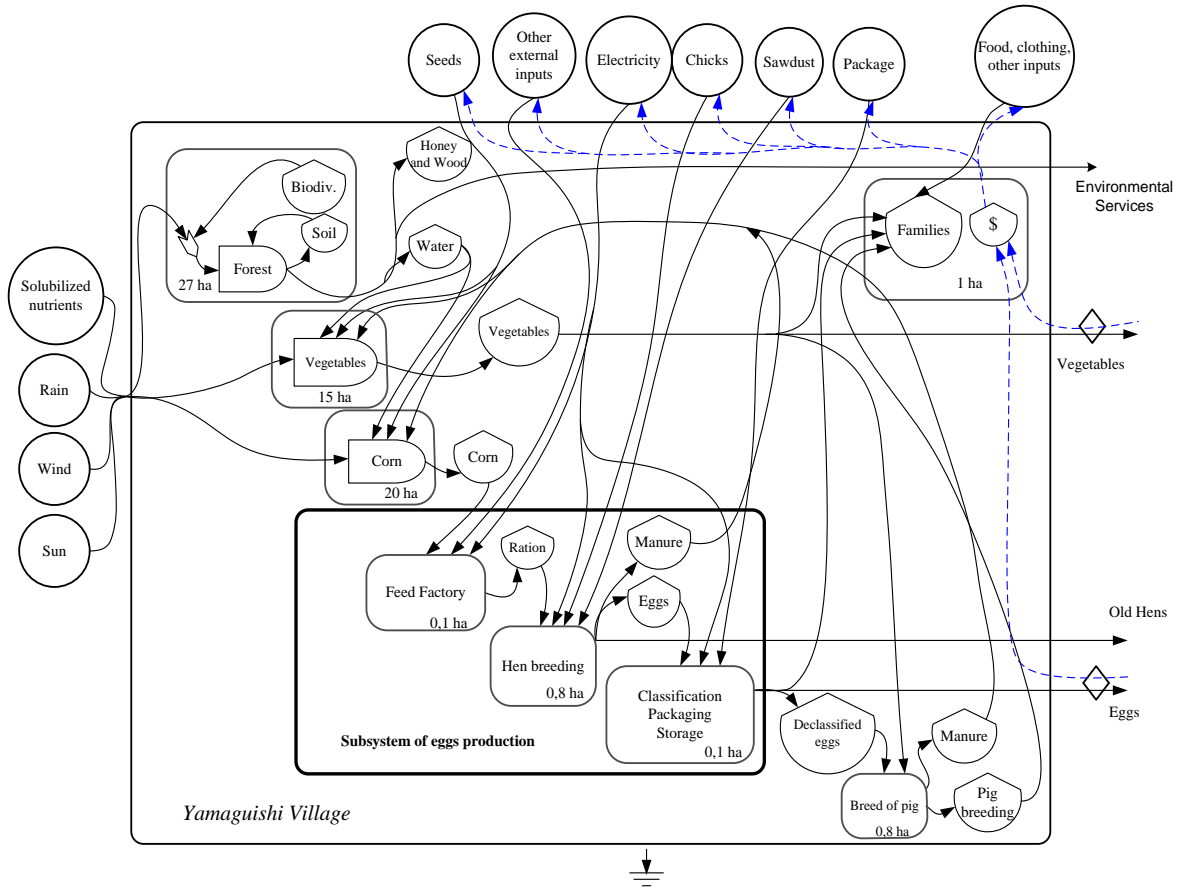 Seeds
Other
external
inputs
Electricity
Chicks
Sawdust
Package
Food, clothing,
other inputs
Honey
and Wood
Biodiv.
Soil
Forest
27 ha
Water
Environmental
Services
Families
$
1 ha
Solubilized
nutrients
Rain
Wind
Sun
Vegetables
15 ha
Vegetables
Vegetables
Corn
20 ha
Corn
Feed Factory
0,1 ha
Ration
Manure
Eggs
Hen breeding
0,8 ha
Classification
Packaging
Storage
0,1 ha
Subsystem of eggs production
Old Hens
Eggs
Declassified
eggs
Manure
Breed of pig
0,8 ha
Pig
breeding
Yamaguishi Village